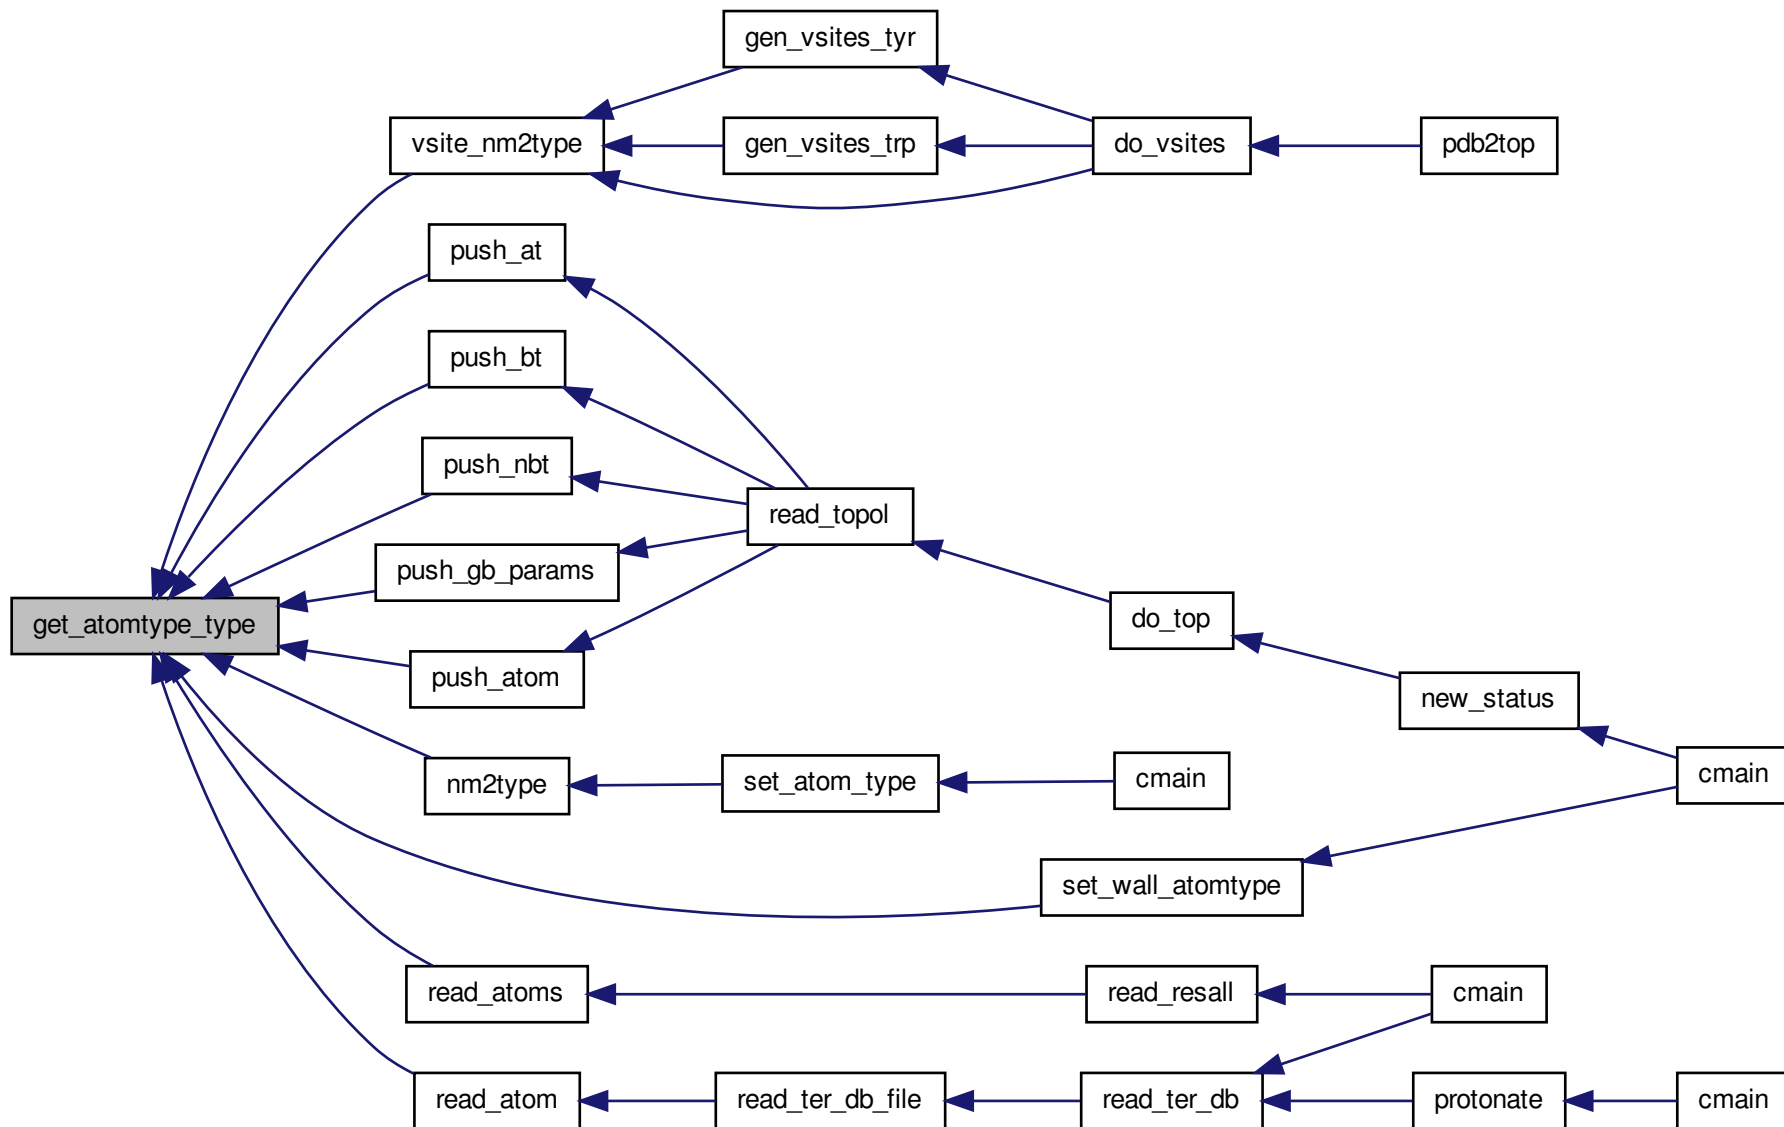 gen_vsites_tyr
vsite_nm2type
gen_vsites_trp
do_vsites
pdb2top
push_at
push_bt
push_nbt
read_topol
push_gb_params
get_atomtype_type
do_top
push_atom
new_status
nm2type
set_atom_type
cmain
cmain
set_wall_atomtype
read_atoms
read_resall
cmain
read_atom
read_ter_db_file
read_ter_db
protonate
cmain